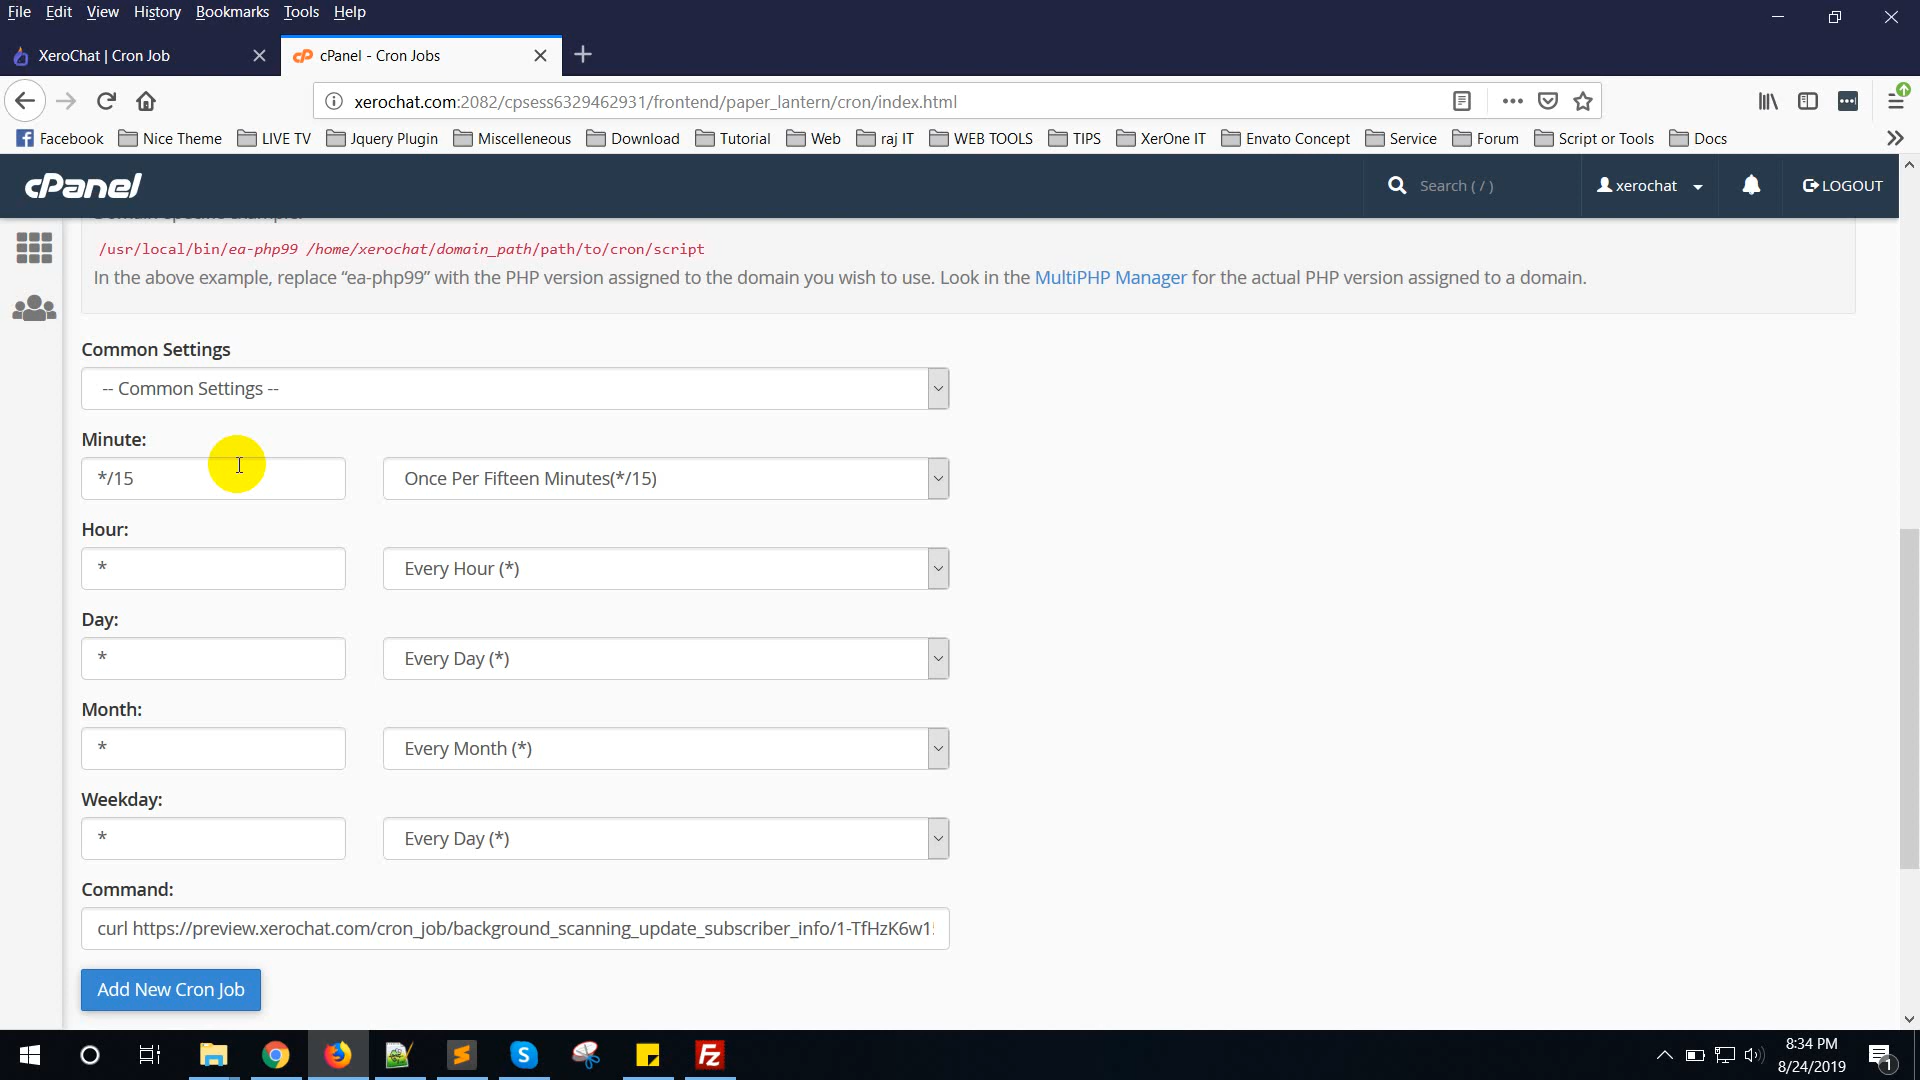 File Edit View History Bookmarks Tools Help
XeroChat | Cron Job
cPanel - Cron Jobs
xerochat.com:2082/cpsess6329462931/frontend/paper_lantern/cron/index.html
Facebook Nice Theme LIVE TV Jquery Plugin Miscelleneous Download Tutorial Web raj IT WEB TOOLS TIPS XerOne IT Envato Concept Service Forum Script or Tools Docs
cPanel Search ( / ) xerochat LOGOUT
/usr/local/bin/ea-php99 /home/xerochat/domain_path/path/to/cron/script
In the above example, replace “ea-php99” with the PHP version assigned to the domain you wish to use. Look in the MultiPHP Manager for the actual PHP version assigned to a domain.
Common Settings
-- Common Settings --
Minute:
*/15 Once Per Fifteen Minutes(*/15)
Hour:
* Every Hour (*)
Day:
* Every Day (*)
Month:
* Every Month (*)
Weekday:
* Every Day (*)
Command:
curl https://preview.xerochat.com/cron_job/background_scanning_update_subscriber_info/1-TfHzK6w1
Add New Cron Job
8:34 PM
8/24/2019
1